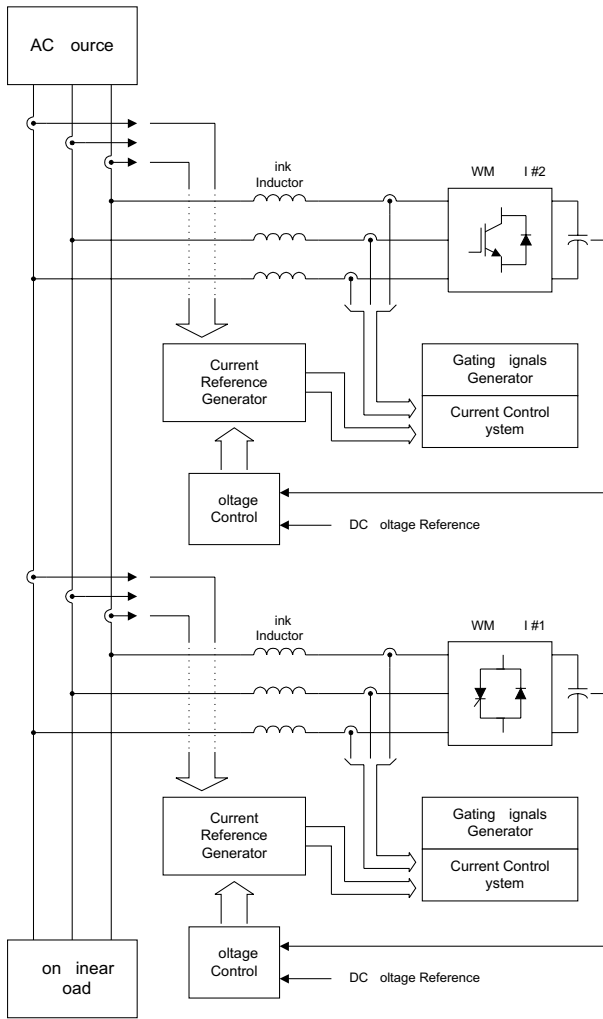 AC ource
ink
Inductor
WM I #2
Current
Reference
Generator
Gating ignals
Generator
Current Control
ystem
oltage
Control
DC oltage Reference
ink
Inductor
WM I #1
Current
Reference
Generator
Gating ignals
Generator
Current Control
ystem
oltage
Control
DC oltage Reference
on inear
oad